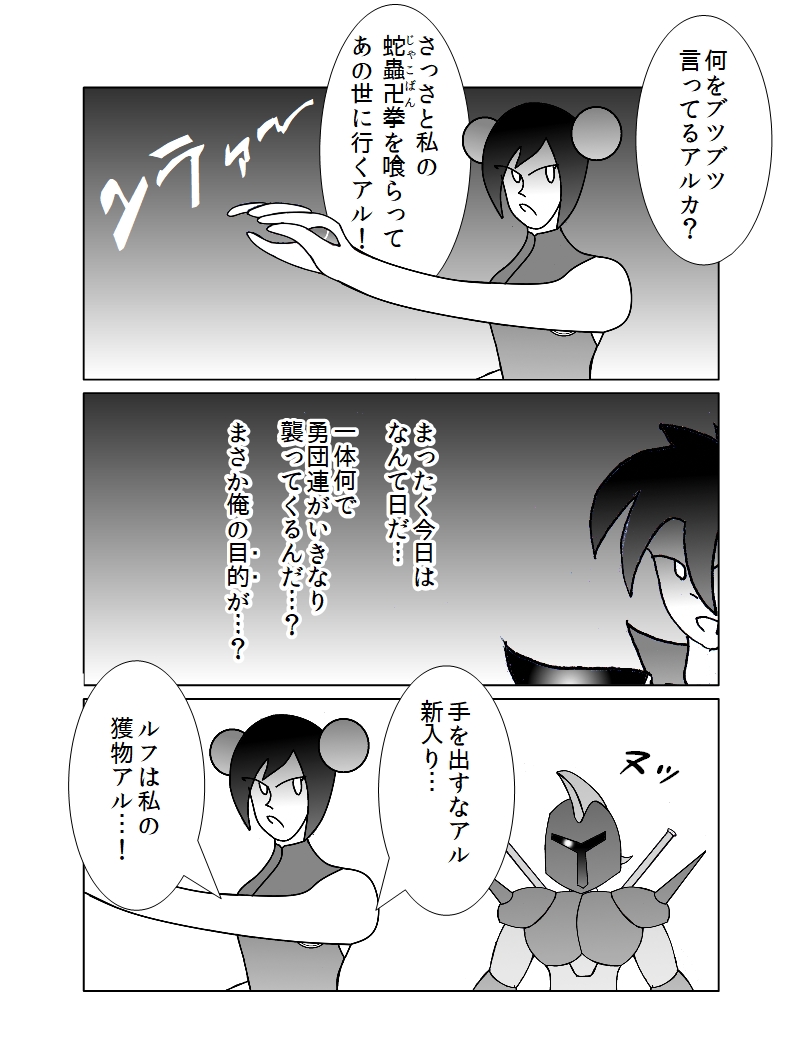 何をブツブツ
言ってるアルカ？
さっさと私の
蛇蟲卍拳を喰らって
じゃこばん
あの世に行くアル！
ユラァ〜
まったく今日は
なんて日だ…
一体何で
勇団連がいきなり
襲ってくるんだ…？
まさか俺の目的が…？
ヌッ
手を出すなアル
新入り…
ルフは私の
獲物アル…！